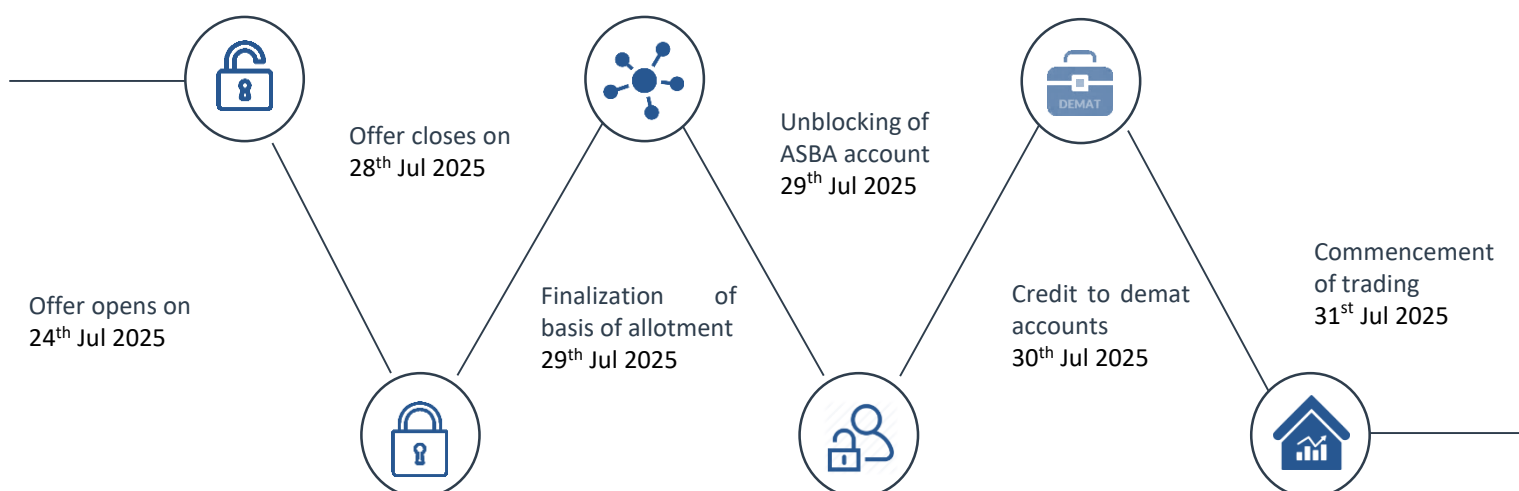 Offer opens on
24th Jul 2025
Offer closes on
28th Jul 2025
Finalization of
basis of allotment
29th Jul 2025
Unblocking of
ASBA account
29th Jul 2025
DEMAT
Credit to demat
accounts
30th Jul 2025
Commencement
of trading
31st Jul 2025